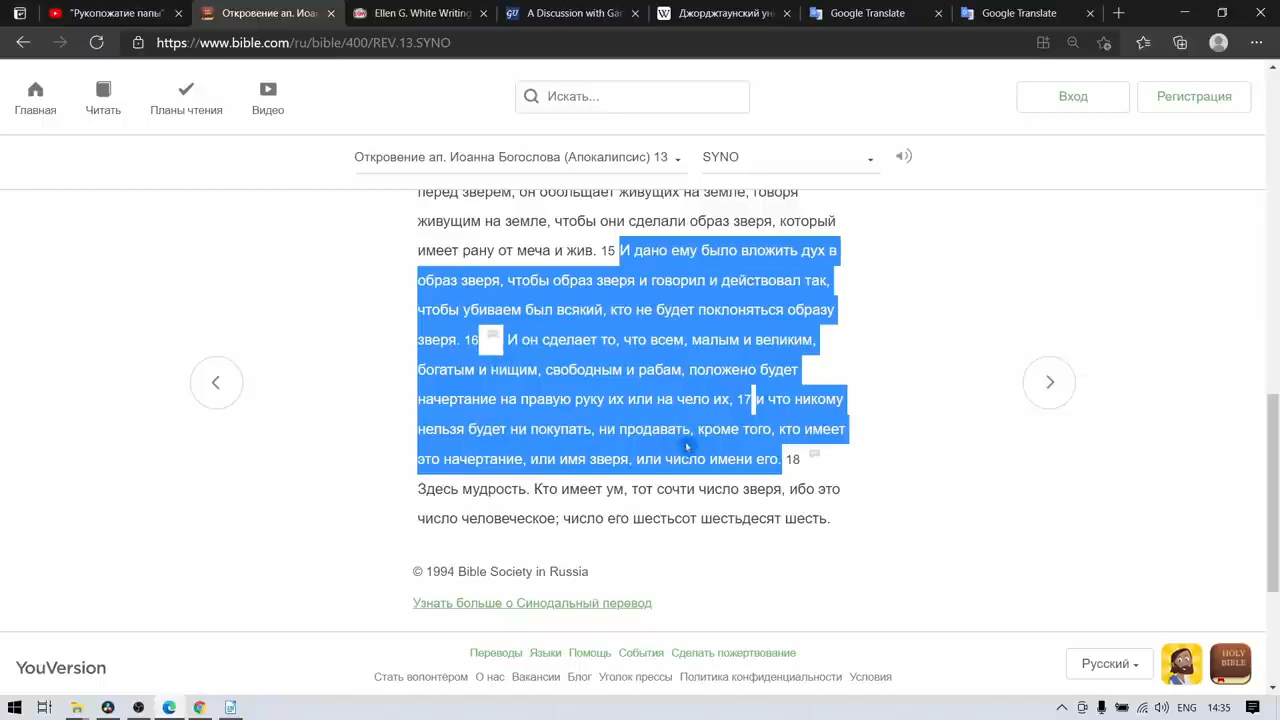 "Рукопожатие папы"
Откровение ап. Иоанна
Ellen G. White Writing
A Discussion with Gar
Джорджтаунский ун
Google Translate
Google Translate
https://www.bible.com/ru/bible/400/REV.13.SYNO
Главная
Читать
Планы чтения
Видео
Искать...
Вход
Регистрация
Откровение ап. Иоанна Богослова (Апокалипсис) 13
SYNO
перед зверем, он обольщает живущих на земле, говоря
живущим на земле, чтобы они сделали образ зверя, который
имеет рану от меча и жив. 15 И дано ему было вложить дух в
образ зверя, чтобы образ зверя и говорил и действовал так,
чтобы убиваем был всякий, кто не будет поклоняться образу
зверя. 16 И он сделает то, что всем, малым и великим,
богатым и нищим, свободным и рабам, положено будет
начертание на правую руку их или на чело их, 17 и что никому
нельзя будет ни покупать, ни продавать, кроме того, кто имеет
это начертание, или имя зверя, или число имени его. 18
Здесь мудрость. Кто имеет ум, тот сочти число зверя, ибо это
число человеческое; число его шестьсот шестьдесят шесть.
© 1994 Bible Society in Russia
Узнать больше о Синодальный перевод
YouVersion
Переводы Языки Помощь События Сделать пожертвование
Стать волонтёром О нас Вакансии Блог Уголок прессы Политика конфиденциальности Условия
Русский
HOLY
BIBLE
ENG
14:35